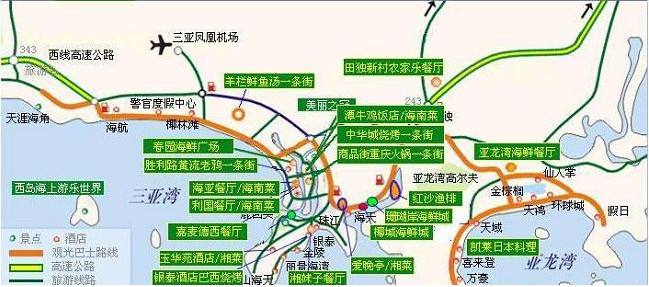 343
西线高速公路
三亚凤凰机场
羊栏鲜鱼汤一条街
田独新村农家乐餐厅
243
警官度假中心
天涯海角
海航
椰林滩
美丽之冠
潭牛鸡饭店/海南菜
中华城烧烤一条街
商品街重庆火锅一条街
春园海鲜广场
胜利路黄流老鸦一条街
亚龙湾海鲜餐厅
亚龙湾高尔夫
仙人掌
西岛海上游乐世界
三亚湾
海亚餐厅/海南菜
利国餐厅/海南菜
红沙渔排
金棕榈
天鸿
环球城
假日
珊瑚岸海鲜城
椰城海鲜城
珠江
海天
天域
嘉麦德西餐厅
银泰
金陵
丽景海湾
凯莱日本料理
亚龙湾
喜来登
万豪
玉华苑酒店/湘菜
银泰酒店巴西烧烤
山海天
湘妹子餐厅
爱晚亭/湘菜
景点
酒店
观光巴士路线
高速公路
旅游线路